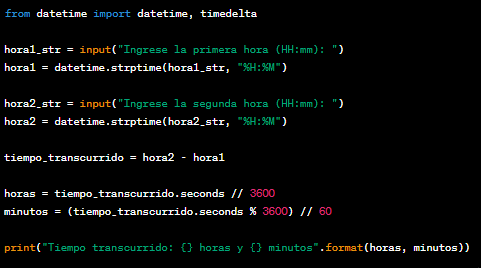 from datetime import datetime, timedelta
hora1_str = input("Ingrese la primera hora (HH:mm): ")
hora1 = datetime.strptime(hora1_str, "%H:%M")
hora2_str = input("Ingrese la segunda hora (HH:mm): ")
hora2 = datetime.strptime(hora2_str, "%H:%M")
tiempo_transcurrido = hora2 - hora1
horas = tiempo_transcurrido.seconds // 3600
minutos = (tiempo_transcurrido.seconds % 3600) // 60
print("Tiempo transcurrido: {} horas y {} minutos".format(horas, minutos))